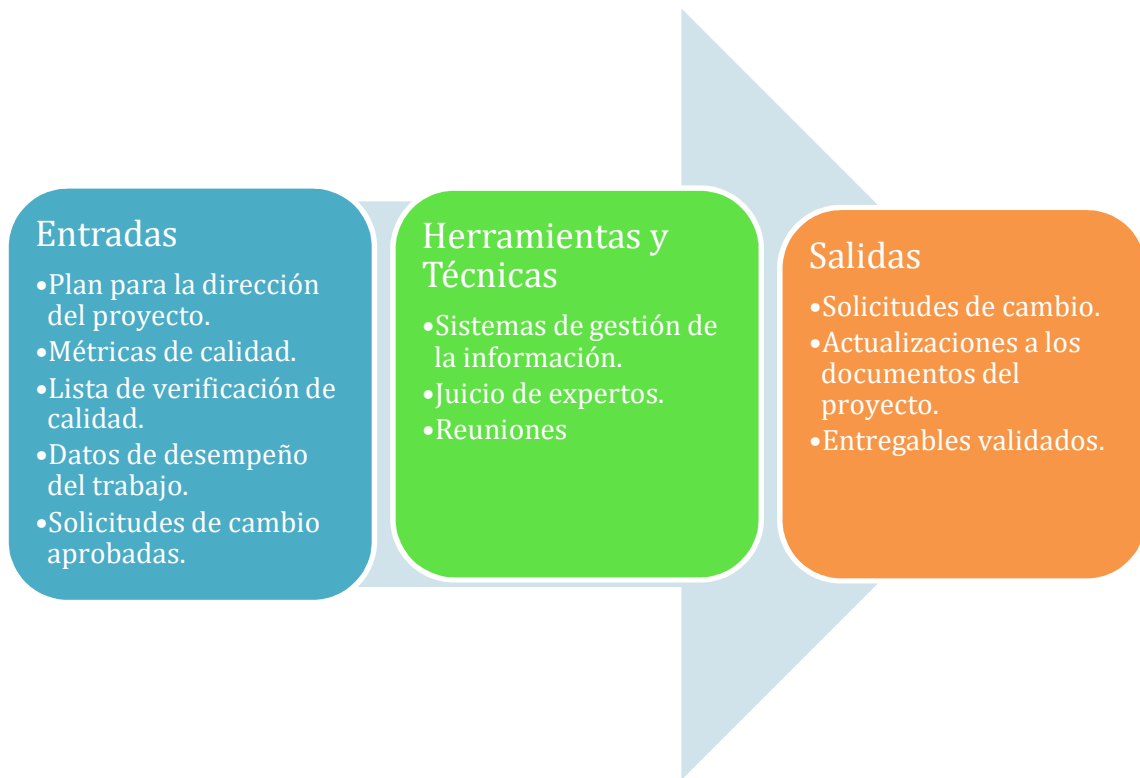 Entradas
•Plan para la dirección
del proyecto.
•Métricas de calidad.
•Lista de verificación de
calidad.
•Datos de desempeño
del trabajo.
•Solicitudes de cambio
aprobadas.
Herramientas y
Técnicas
•Sistemas de gestión de
la información.
•Juicio de expertos.
•Reuniones
Salidas
•Solicitudes de cambio.
•Actualizaciones a los
documentos del
proyecto.
•Entregables validados.